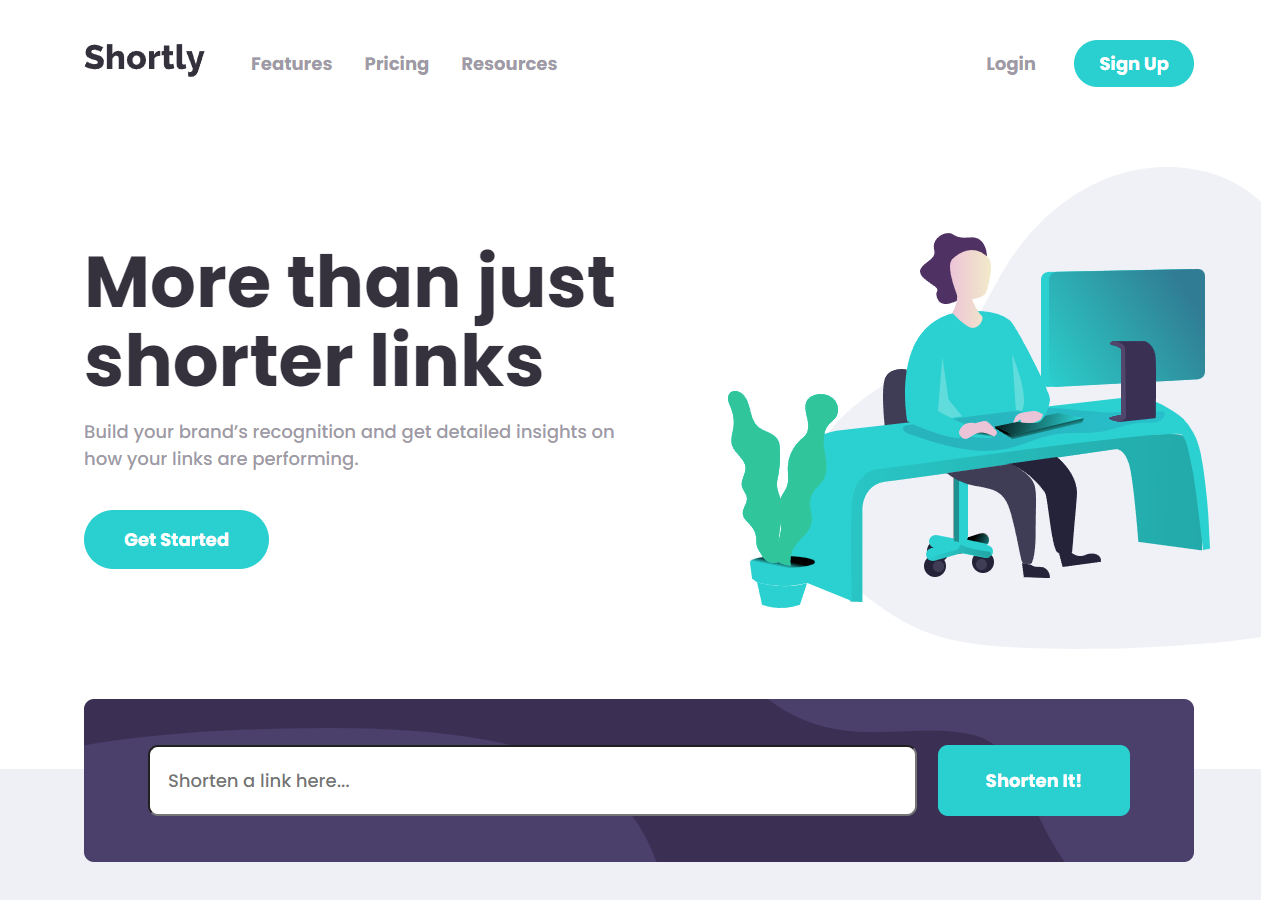 Shortly
Features Pricing Resources
Login
Sign Up
More than just
shorter links
Build your brand’s recognition and get detailed insights on
how your links are performing.
Get Started
Shorten a link here...
Shorten It!